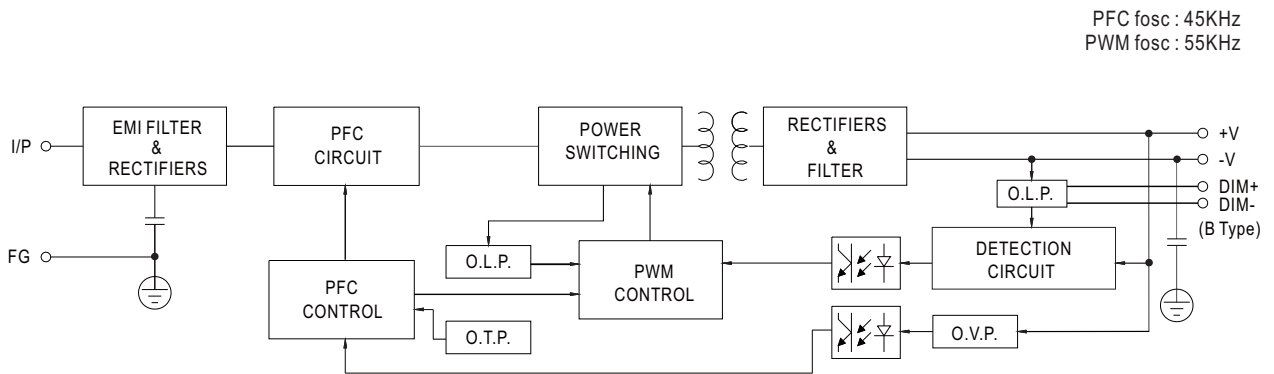 PFC fosc : 45KHz
PWM fosc : 55KHz
I/P
EMI FILTER
&
RECTIFIERS
PFC
CIRCUIT
POWER
SWITCHING
RECTIFIERS
&
FILTER
+V
-V
O.L.P.
DIM+
DIM-
(B Type)
FG
PFC
CONTROL
O.L.P.
PWM
CONTROL
DETECTION
CIRCUIT
O.T.P.
O.V.P.